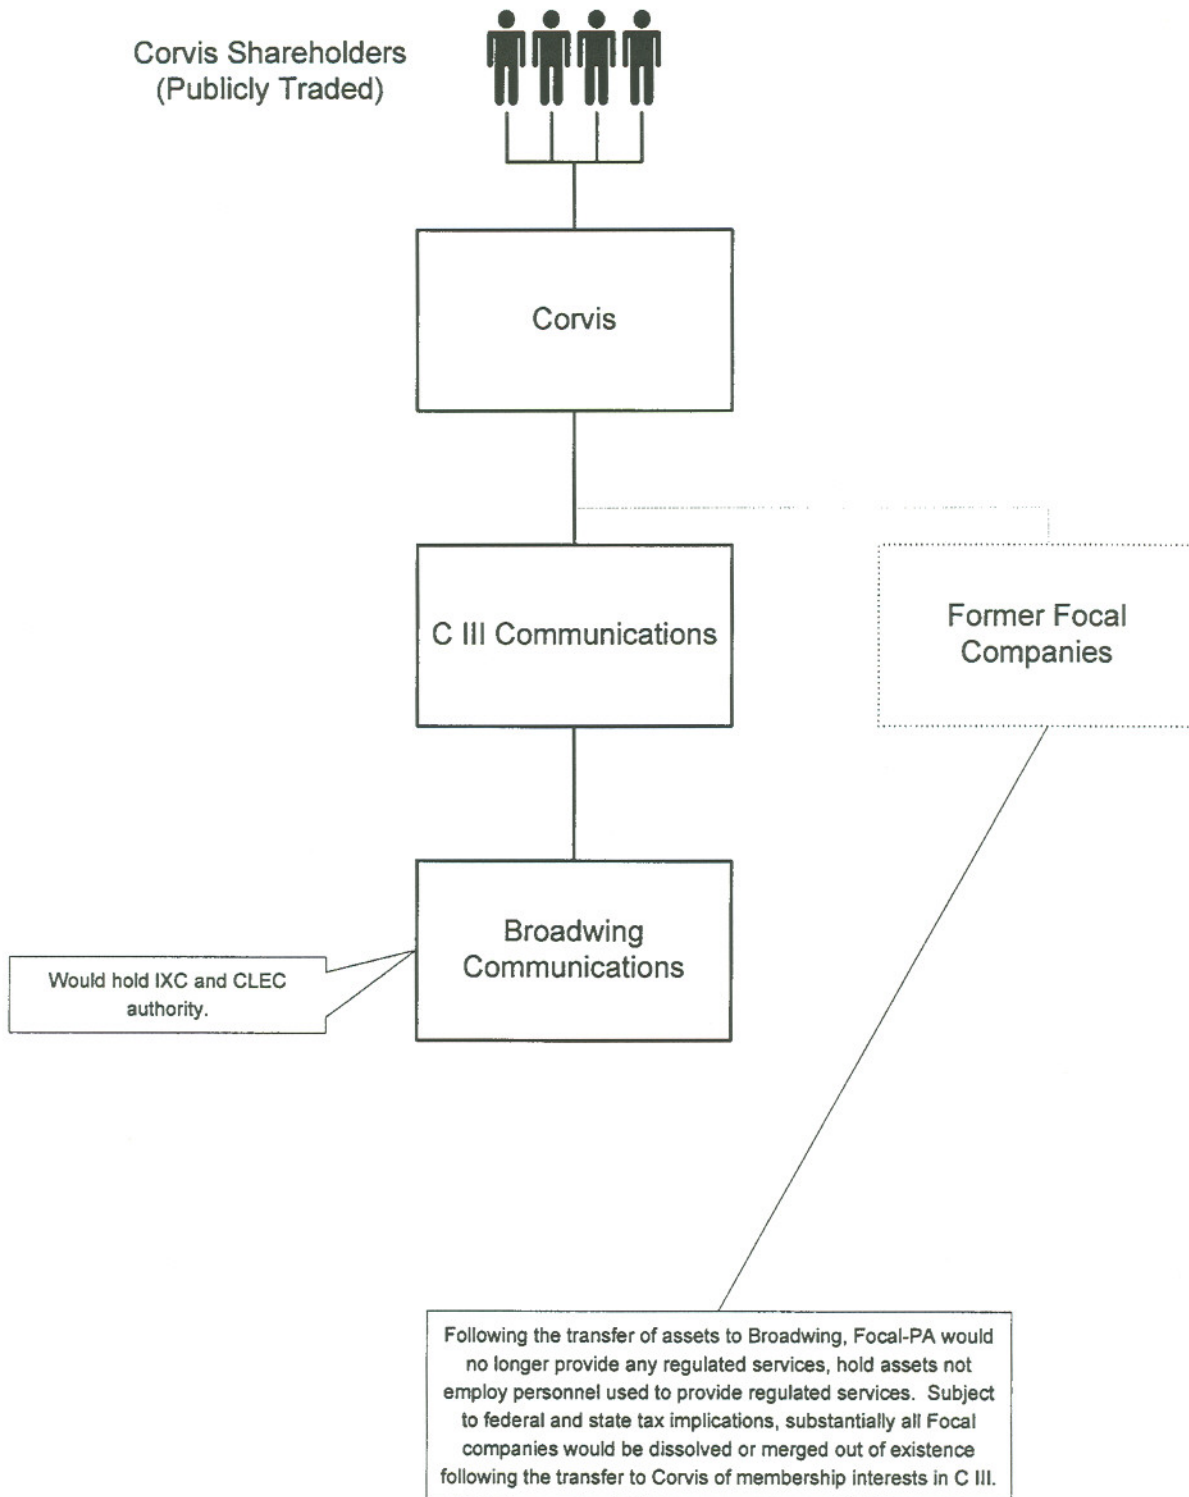 Corvis Shareholders
(Publicly Traded)
Corvis
C III Communications
Former Focal
Companies
Broadwing
Communications
Would hold IXC and CLEC
authority.
Following the transfer of assets to Broadwing, Focal-PA would
no longer provide any regulated services, hold assets not
employ personnel used to provide regulated services. Subject
to federal and state tax implications, substantially all Focal
companies would be dissolved or merged out of existence
following the transfer to Corvis of membership interests in C III.